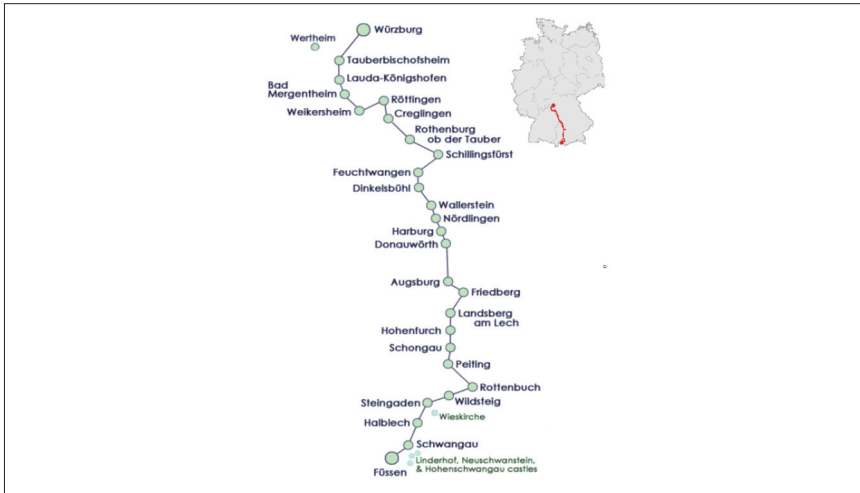 Würzburg
Wertheim
Tauberbischofsheim
Lauda-Königshofen
Bad
Mergentheim
Röttingen
Weikersheim
Creglingen
Rothenburg
ob der Tauber
Schillingsfürst
Feuchtwangen
Dinkelsbühl
Wallerstein
Nördlingen
Harburg
Donauwörth
Augsburg
Friedberg
Landsberg
am Lech
Hohenfurch
Schongau
Peiting
Rottenbuch
Wildsteig
Steingaden
Wieskirche
Halblech
Schwangau
Linderhof, Neuschwanstein,
& Hohenschwangau castles
Füssen